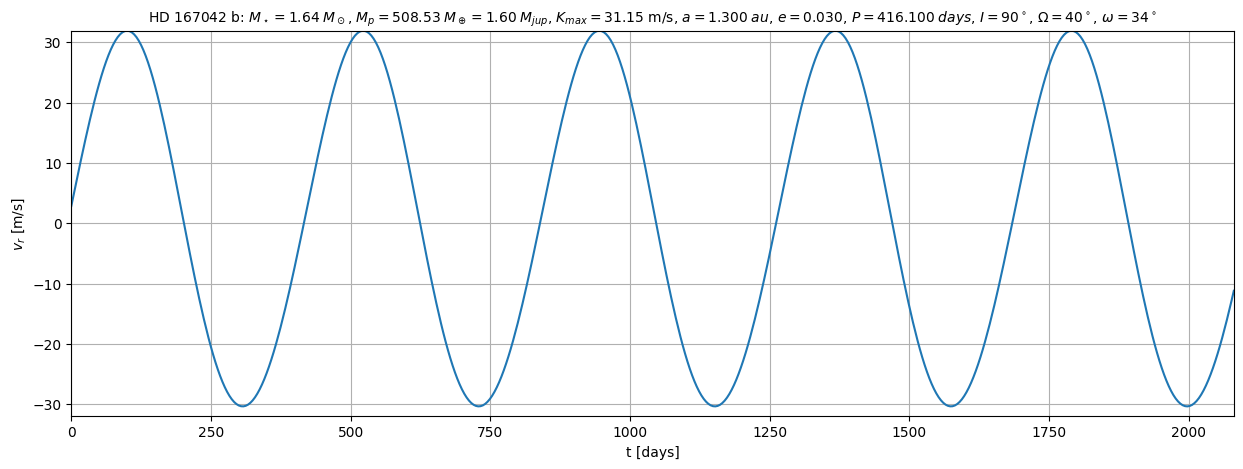 HD 167042 b: M⋆ = 1.64 M⊙, Mp = 508.53 M⊕ = 1.60 Mjup, Kmax = 31.15 m/s, a = 1.300 au, e = 0.030, P = 416.100 days, I = 90°, Ω = 40°, ω = 34°
30
20
10
0
−10
−20
−30
vr [m/s]
0 250 500 750 1000 1250 1500 1750 2000
t [days]